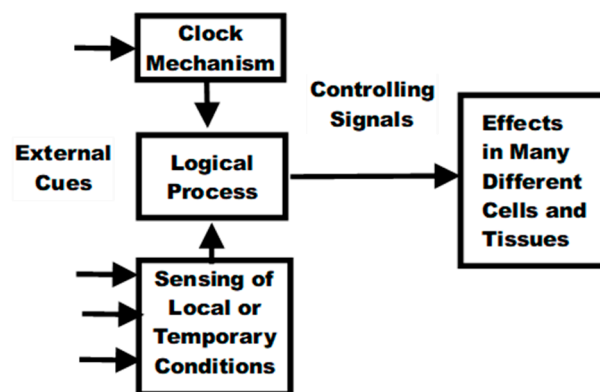 Clock
Mechanism
Controlling
Signals
External
Cues
Logical
Process
Effects
in Many
Different
Cells and
Tissues
Sensing of
Local or
Temporary
Conditions